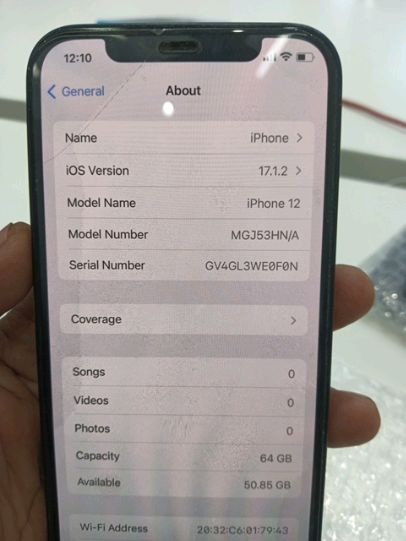 12:10
General About
Name iPhone
iOS Version 17.1.2
Model Name iPhone 12
Model Number MGJ53HN/A
Serial Number GV4GL3WE0F0N
Coverage
Songs 0
Videos 0
Photos 0
Capacity 64 GB
Available 50.85 GB
Wi-Fi Address 20:32:C6:01:79:43